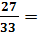 27/33 =